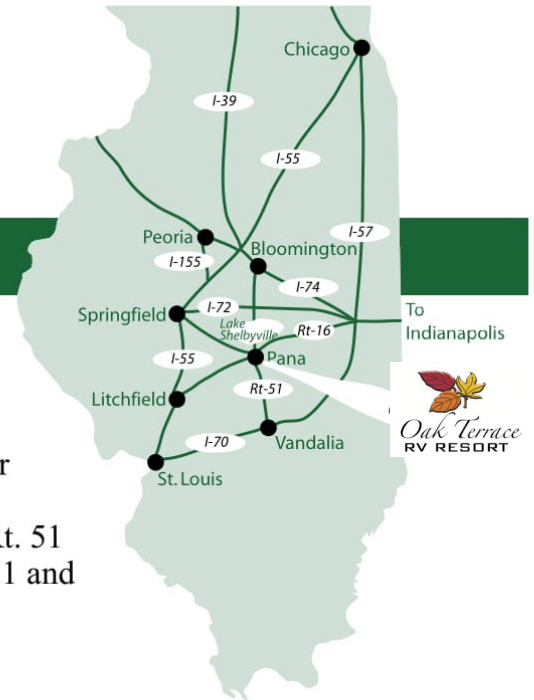 Chicago
I-39
I-55
I-57
Peoria
Bloomington
I-155
I-74
I-72
Springfield
To
Indianapolis
Lake
Shelbyville
Rt-16
I-55
Pana
Rt-51
Litchfield
Oak Terrace
RV RESORT
I-70
Vandalia
St. Louis
r
t. 51
1 and